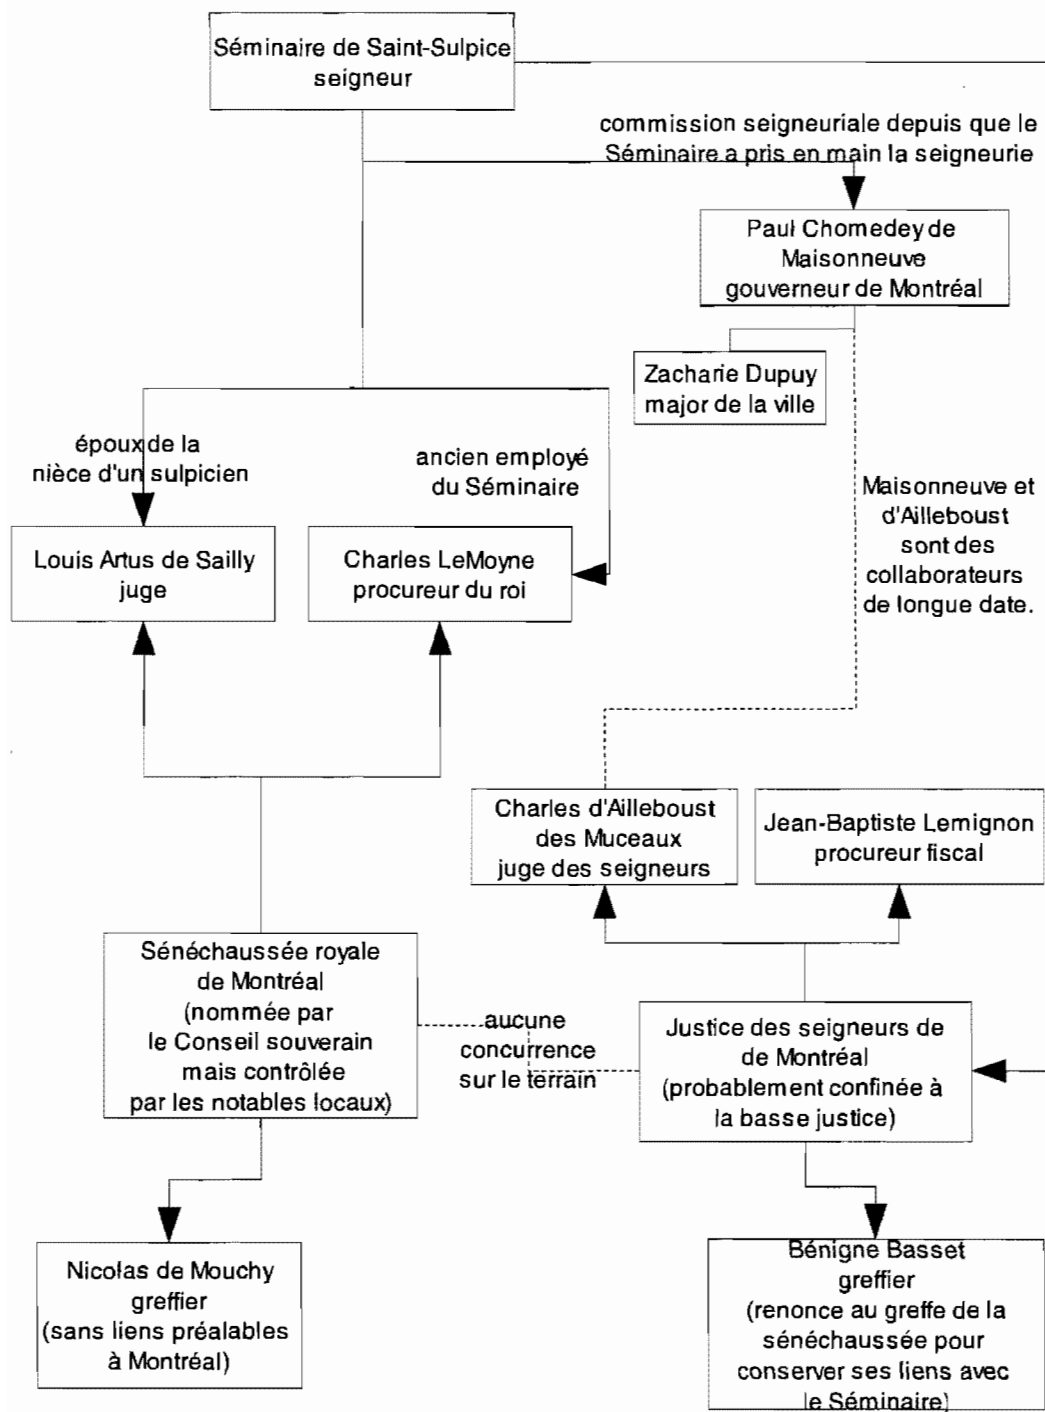 Séminaire de Saint-Sulpice
seigneur
commission seigneuriale depuis que le
Séminaire a pris en main la seigneurie
Paul Chomedey de
Maisonneuve
gouverneur de Montréal
Zacharie Dupuy
major de la ville
époux de la
nièce d'un sulpicien
ancien employé
du Séminaire
Maisonneuve et
d'Ailleboust
sont des
collaborateurs
de longue date.
Louis Artus de Sailly
juge
Charles LeMoyne
procureur du roi
Charles d'Ailleboust
des Muceaux
juge des seigneurs
Jean-Baptiste Lemignon
procureur fiscal
Sénéchaussée royale
de Montréal
(nommée par
le Conseil souverain
mais contrôlée
par les notables locaux)
aucune
concurrence
sur le terrain
Justice des seigneurs de
de Montréal
(probablement confinée à
la basse justice)
Nicolas de Mouchy
greffier
(sans liens préalables
à Montréal)
Bénigne Basset
greffier
(renonce au greffe de la
sénéchaussée pour
conserver ses liens avec
le Séminaire)